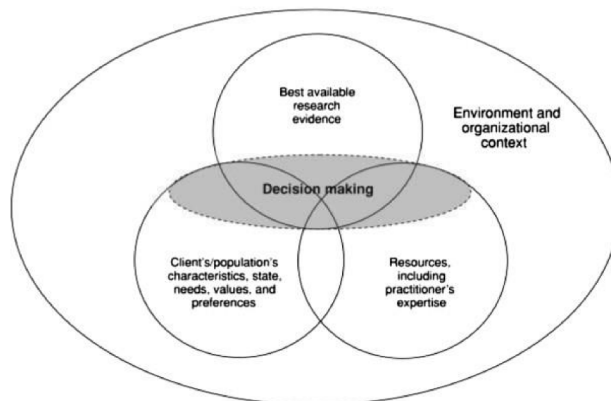 Best available
research
evidence
Environment and
organizational
context
Decision making
Client's/population's
characteristics, state,
needs, values, and
preferences
Resources,
including
practitioner's
expertise